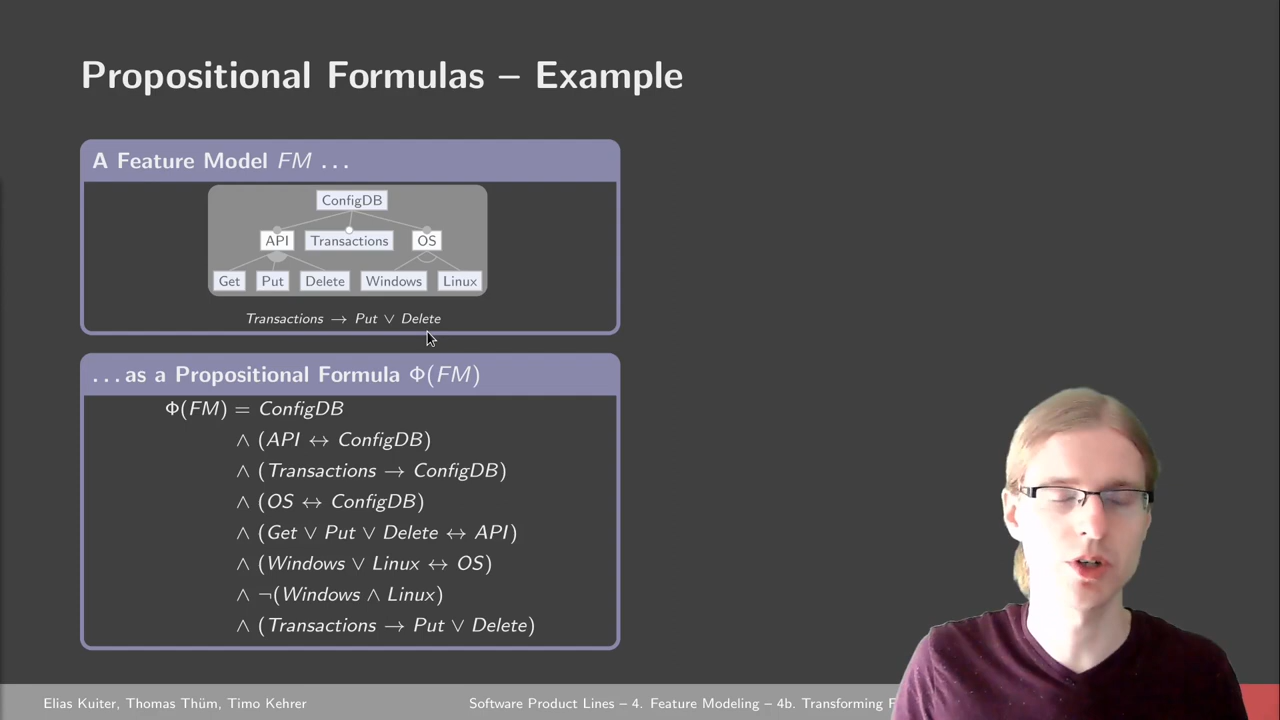 Propositional Formulas – Example
A Feature Model FM ...
ConfigDB
API Transactions OS
Get Put Delete Windows Linux
Transactions → Put ∨ Delete
...as a Propositional Formula Φ(FM)
Φ(FM) = ConfigDB
∧ (API ↔ ConfigDB)
∧ (Transactions → ConfigDB)
∧ (OS ↔ ConfigDB)
∧ (Get ∨ Put ∨ Delete ↔ API)
∧ (Windows ∨ Linux ↔ OS)
∧ ¬(Windows ∧ Linux)
∧ (Transactions → Put ∨ Delete)
Elias Kuiter, Thomas Thüm, Timo Kehrer Software Product Lines – 4. Feature Modeling – 4b. Transforming